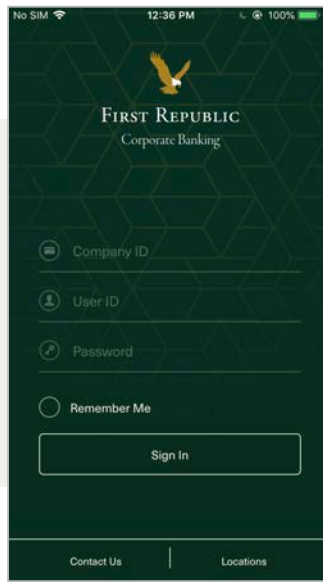 No SIM 12:36 PM 100%
FIRST REPUBLIC
Corporate Banking
Company ID
User ID
Password
Remember Me
Sign In
Contact Us Locations